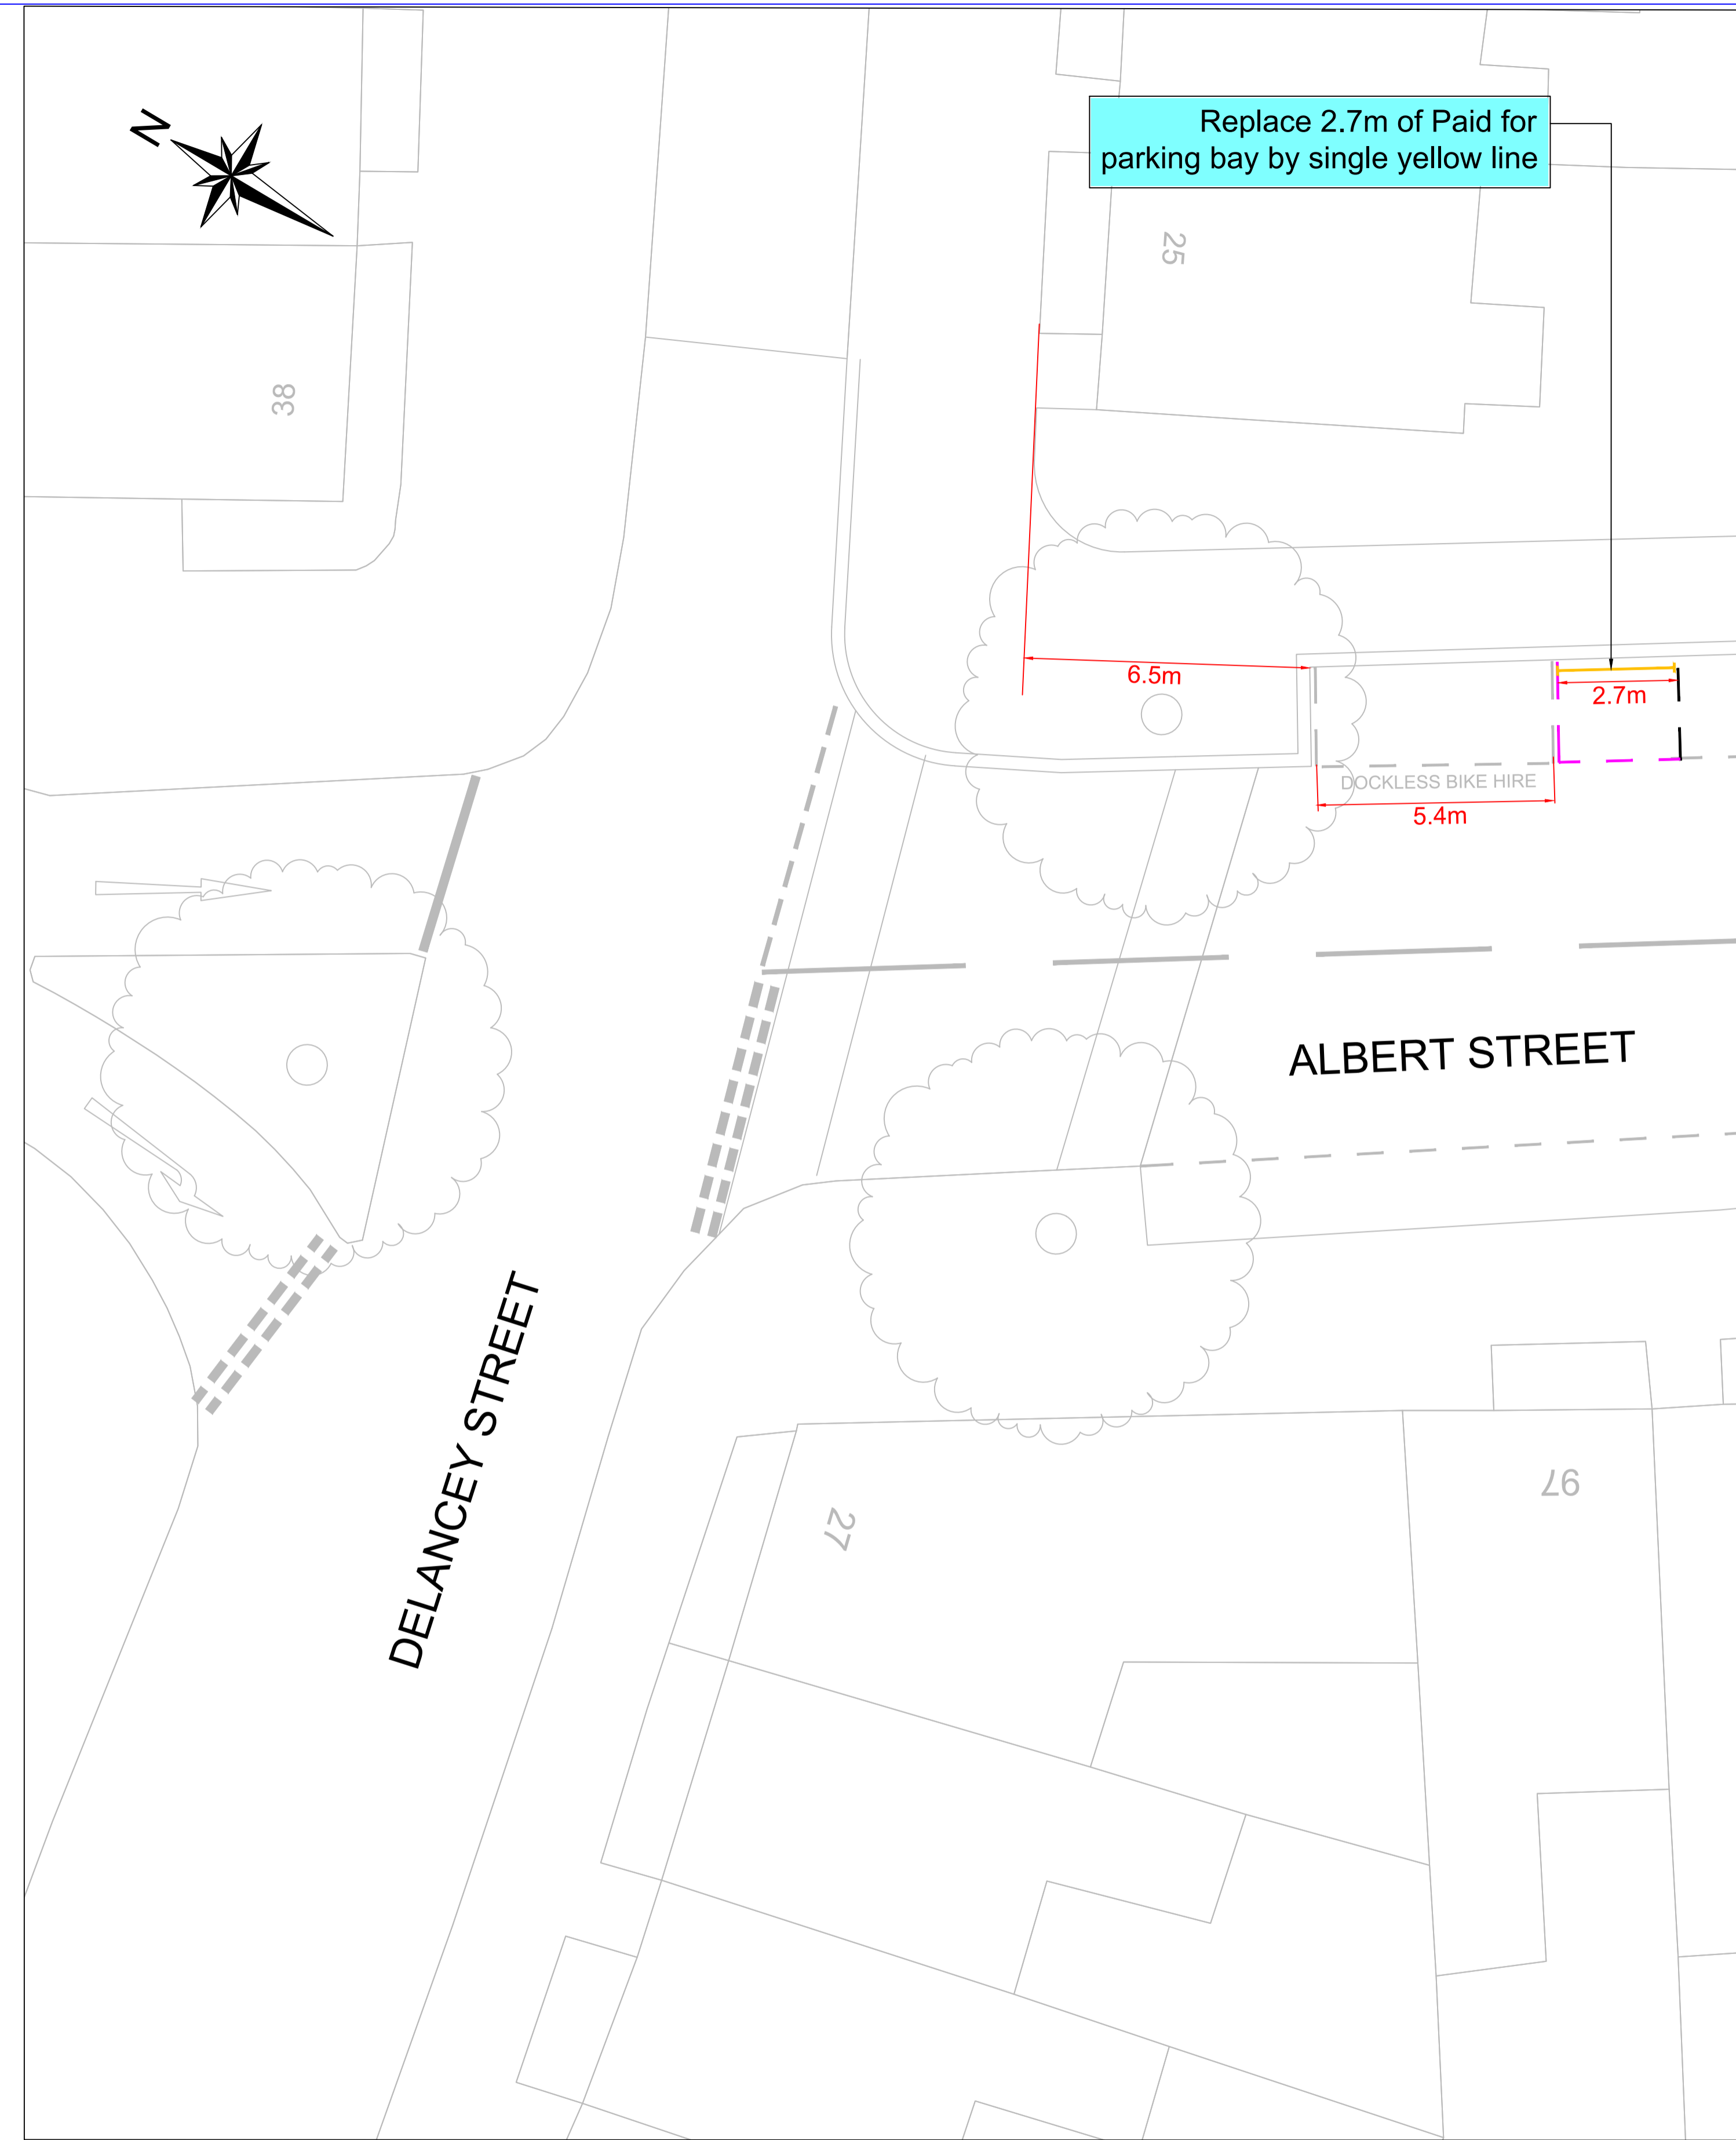 N
Replace 2.7m of Paid for
parking bay by single yellow line
25
38
6.5m
2.7m
DOCKLESS BIKE HIRE
5.4m
ALBERT STREET
DELANCEY STREET
97
27